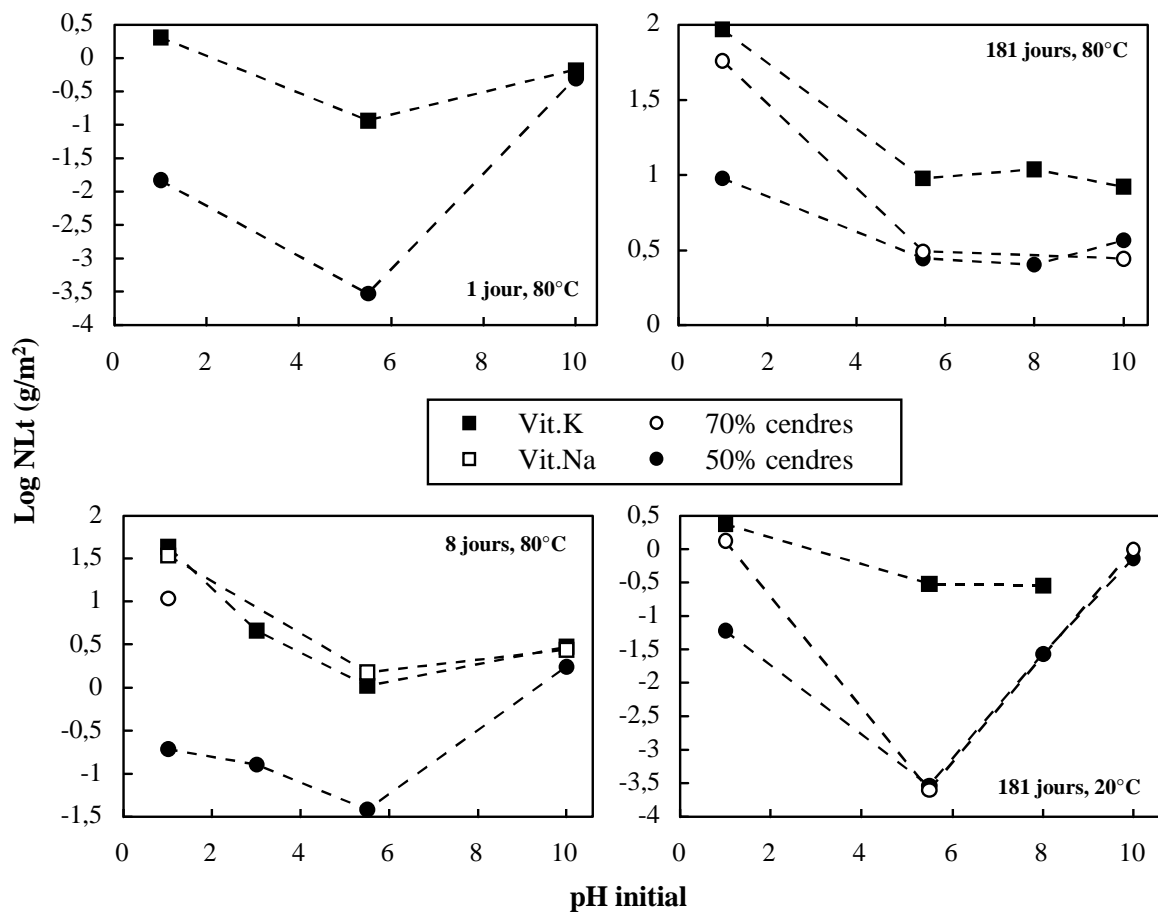 0,5
0
-0,5
-1
-1,5
-2
-2,5
-3
-3,5
-4
0 2 4 6 8 10
1 jour, 80°C
2
1,5
1
0,5
0
0 2 4 6 8 10
181 jours, 80°C
Log NLt (g/m²)
Vit.K 70% cendres
Vit.Na 50% cendres
2
1,5
1
0,5
0
-0,5
-1
-1,5
0 2 4 6 8 10
8 jours, 80°C
0,5
0
-0,5
-1
-1,5
-2
-2,5
-3
-3,5
-4
0 2 4 6 8 10
181 jours, 20°C
pH initial